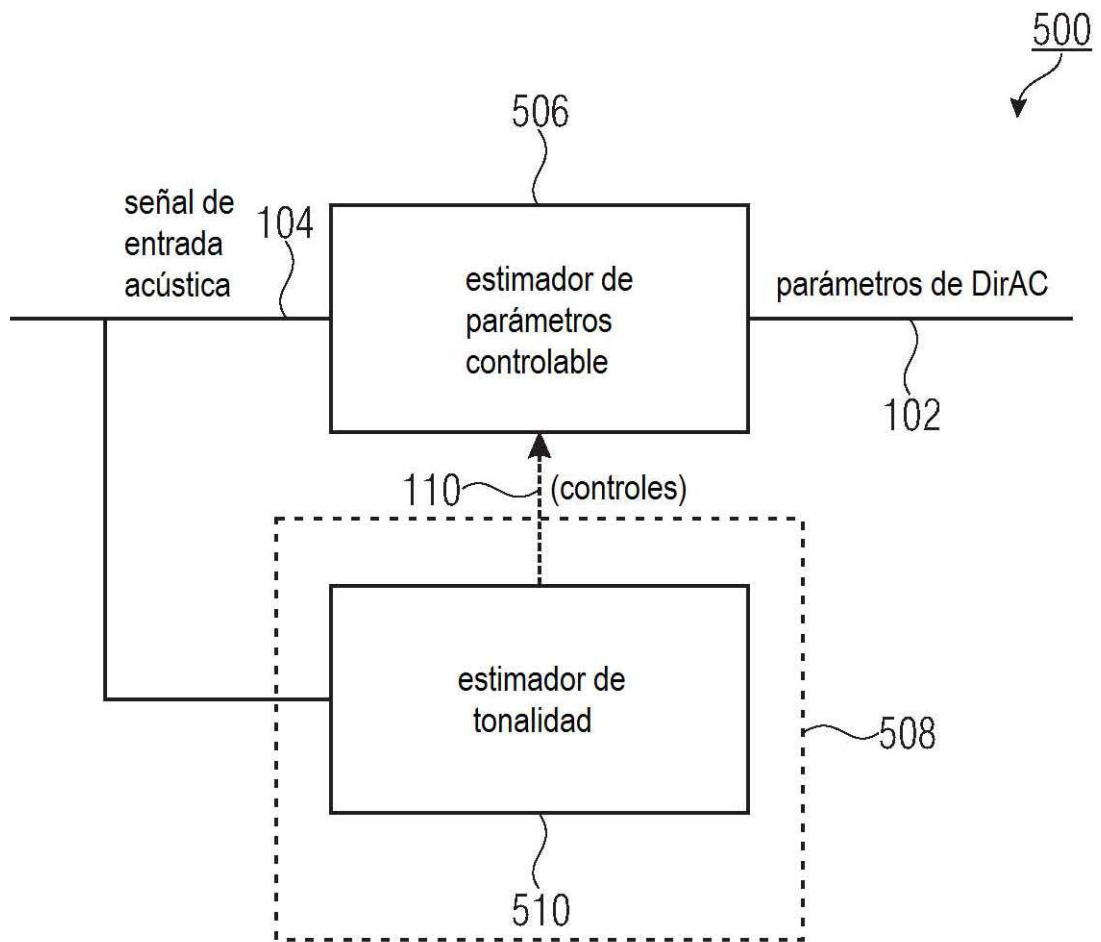 500
506
señal de
entrada
acústica
104
estimador de
parámetros
controlable
parámetros de DirAC
102
110
(controles)
estimador de
tonalidad
508
510